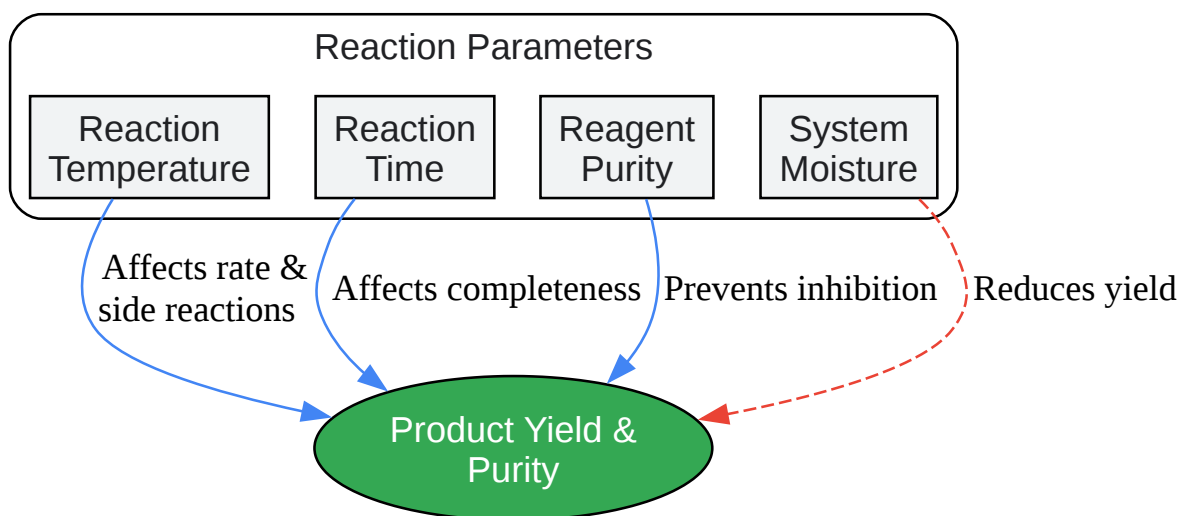 Reaction Parameters
Reaction
Temperature
Reaction
Time
Reagent
Purity
System
Moisture
Affects rate &
side reactions
Affects completeness
Prevents inhibition
Reduces yield
Product Yield &
Purity